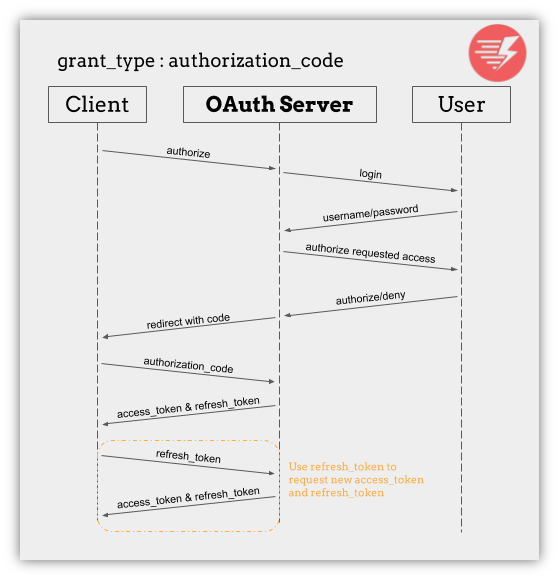 grant_type : authorization_code
Client
OAuth Server
User
authorize
login
username/password
authorize requested access
authorize/deny
redirect with code
authorization_code
access_token & refresh_token
refresh_token
Use refresh_token to
request new access_token
and refresh_token
access_token & refresh_token